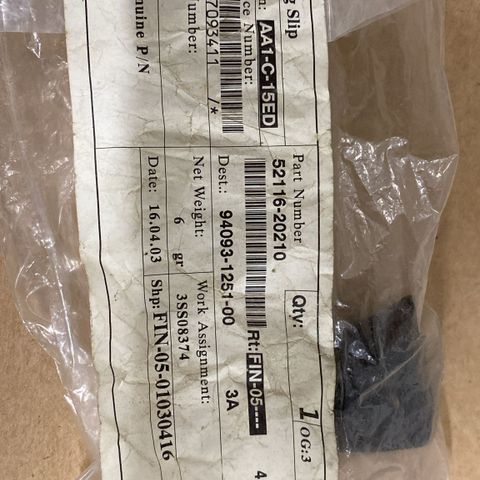 g Slip
n: AA1-C-15ED
ce Number:
7093411 /*
umber:
nuine P/N
Part Number
52116-20210
Qty:
1
OG:3
Rt: FIN-05----
4
Dest.: 94093-1251-00 3A
Net Weight: 6 gr
Work Assignment:
3SS08374
Date: 16.04.03
Shp: FIN-05-01030416